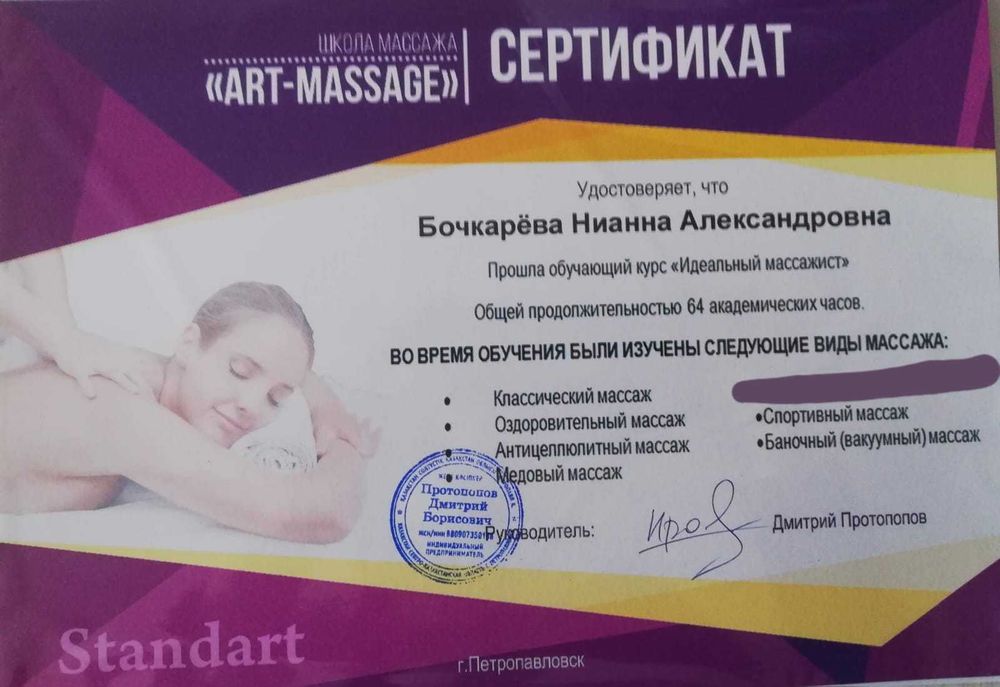 ШКОЛА МАССАЖА
«ART-MASSAGE»
СЕРТИФИКАТ
Удостоверяет, что
Бочкарёва Нианна Александровна
Прошла обучающий курс «Идеальный массажист»
Общей продолжительностью 64 академических часов.
ВО ВРЕМЯ ОБУЧЕНИЯ БЫЛИ ИЗУЧЕНЫ СЛЕДУЮЩИЕ ВИДЫ МАССАЖА:
• Классический массаж
• Оздоровительный массаж
• Антицеллюлитный массаж
• Медовый массаж
•Спортивный массаж
•Баночный (вакуумный) массаж
Протопопов
Дмитрий
Борисович
ИНДИВИДУАЛЬНЫЙ
ПРЕДПРИНИМАТЕЛЬ
Руководитель:
Дмитрий Протопопов
Standart
г.Петропавловск